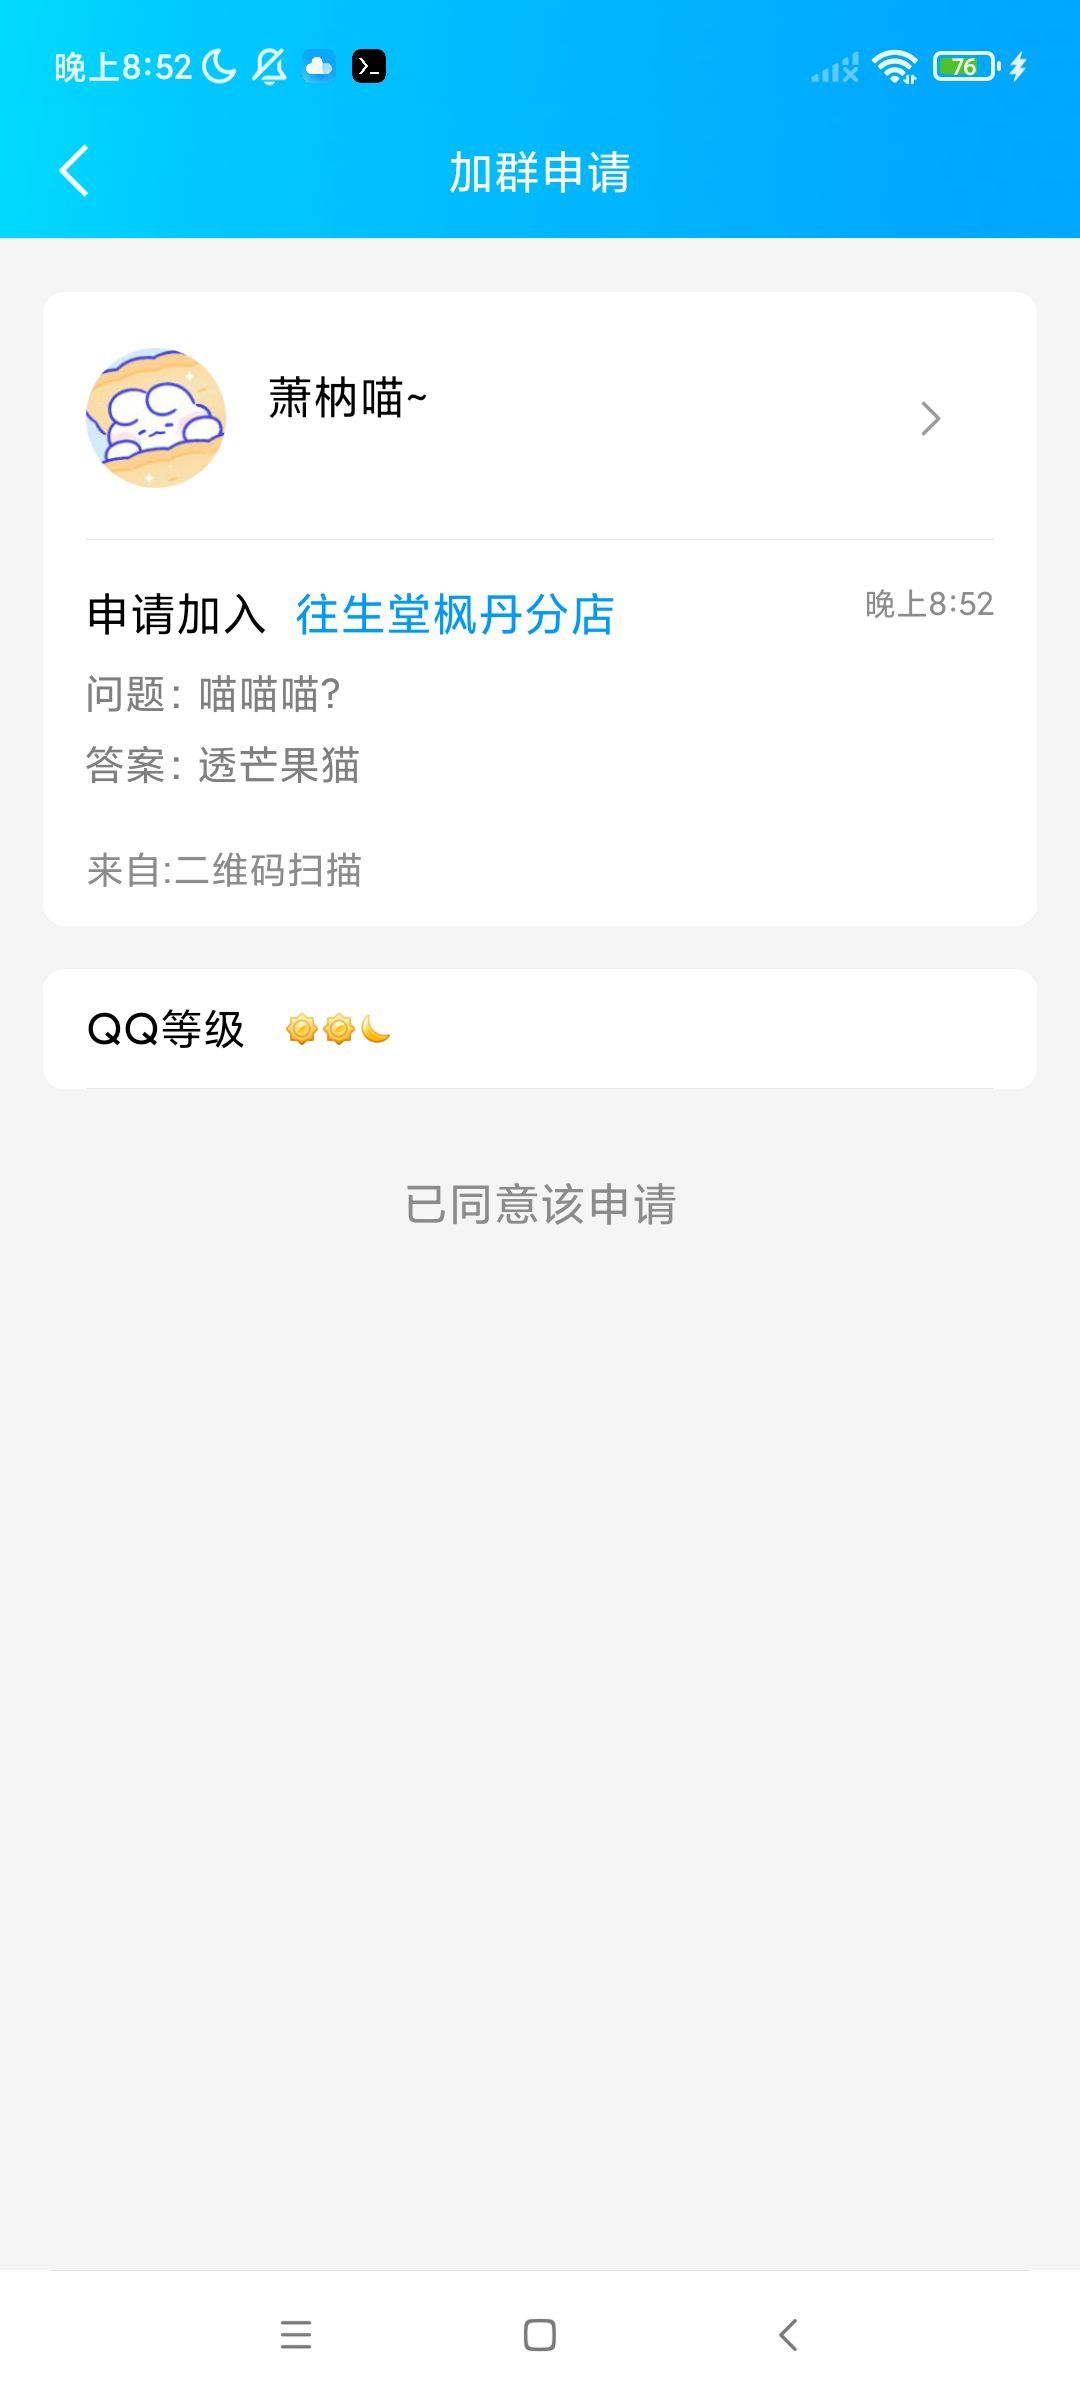 晚上8:52
76
加群申请
萧枘喵~
申请加入 往生堂枫丹分店
晚上8:52
问题：喵喵喵?
答案：透芒果猫
来自:二维码扫描
QQ等级
已同意该申请